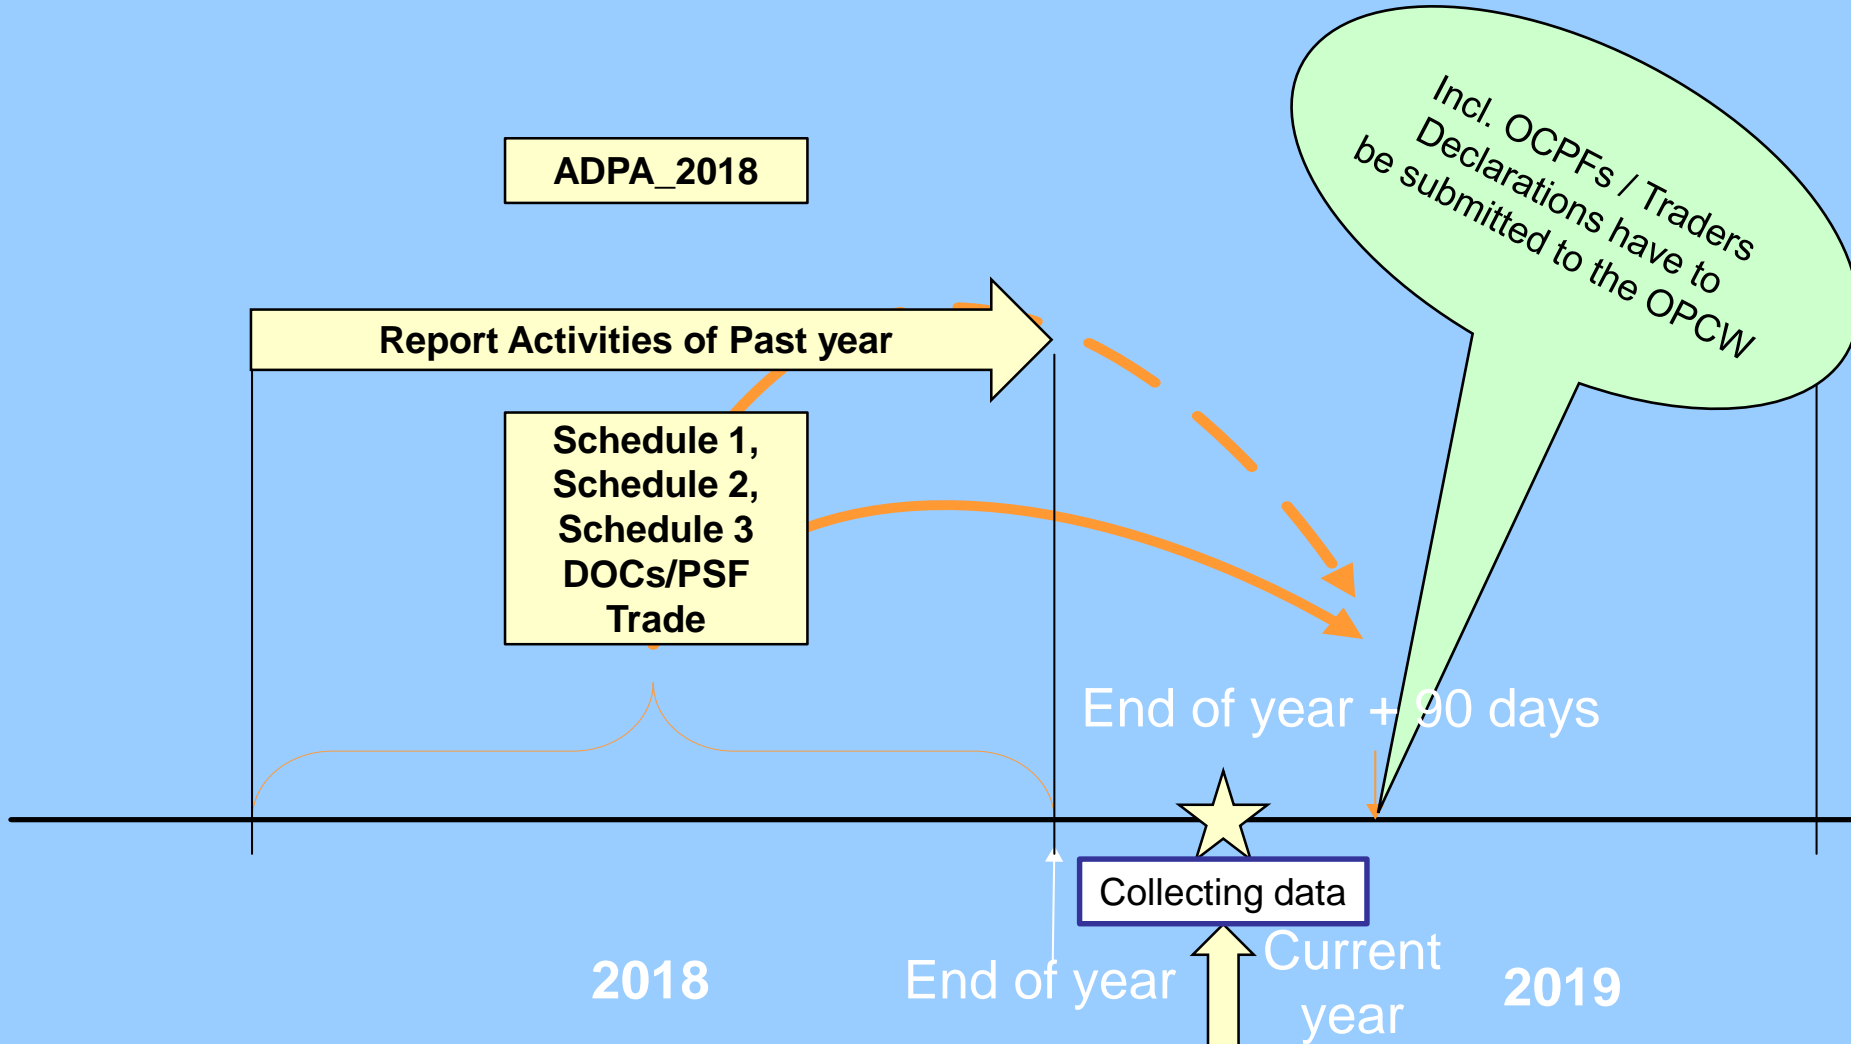 ADPA_2018
Incl. OCPFs / Traders
Declarations have to
be submitted to the OPCW
Report Activities of Past year
Schedule 1,
Schedule 2,
Schedule 3
DOCs/PSF
Trade
End of year + 90 days
Collecting data
2018
End of year
Current
year
2019